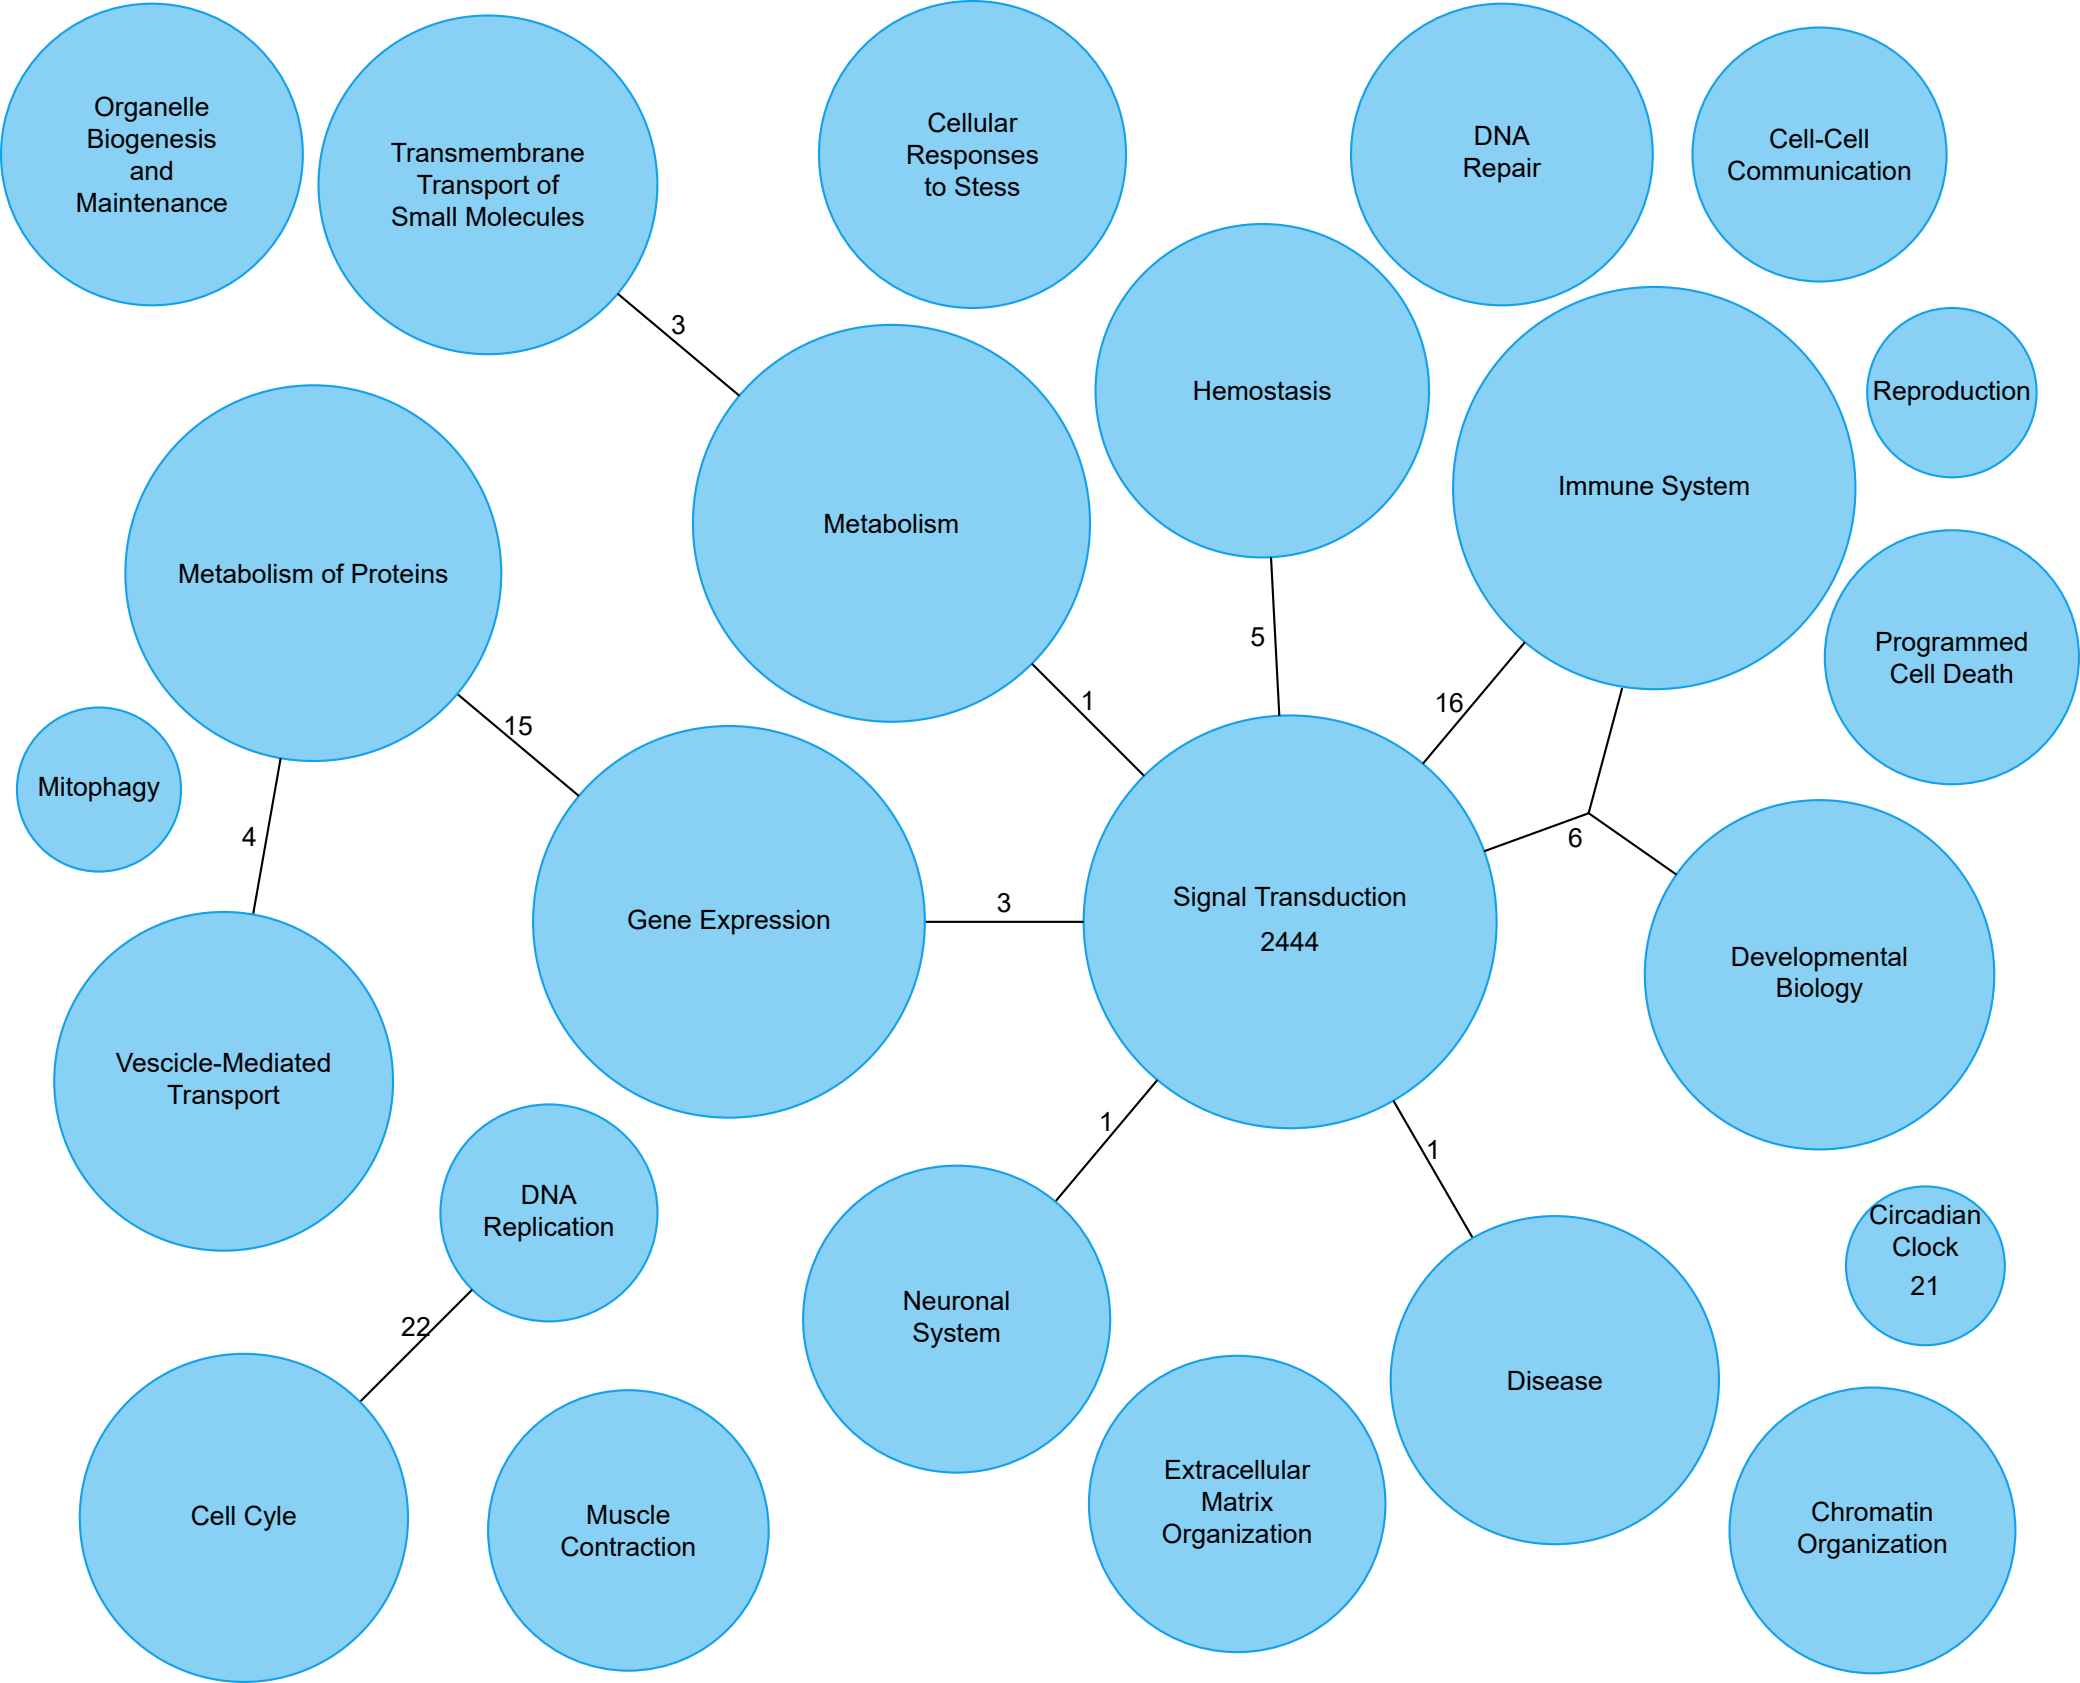 Organelle
Biogenesis
and
Maintenance
Transmembrane
Transport of
Small Molecules
Cellular
Responses
to Stess
DNA
Repair
Cell-Cell
Communication
3
Hemostasis
Reproduction
Immune System
Metabolism
Metabolism of Proteins
5
Programmed
Cell Death
1
16
15
Mitophagy
4
6
3
Gene Expression
Signal Transduction
2444
Developmental
Biology
Vescicle-Mediated
Transport
1
1
DNA
Replication
Circadian
Clock
21
22
Neuronal
System
Disease
Cell Cyle
Muscle
Contraction
Extracellular
Matrix
Organization
Chromatin
Organization